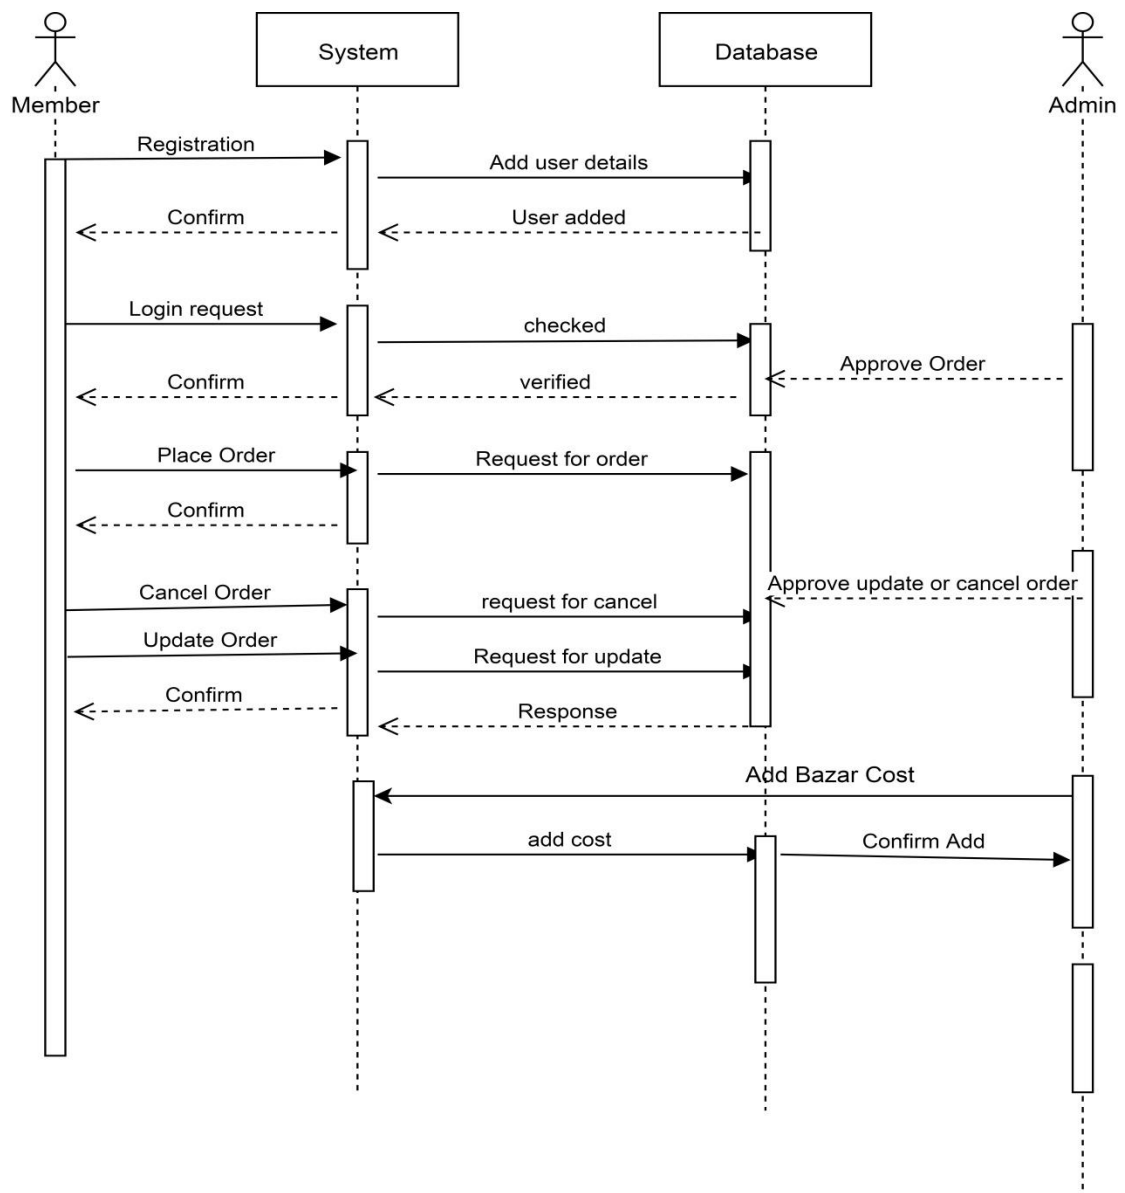 System
Database
Member
Admin
Registration
Add user details
Confirm
User added
Login request
checked
Approve Order
Confirm
verified
Place Order
Request for order
Confirm
Approve update or cancel order
Cancel Order
request for cancel
Update Order
Request for update
Confirm
Response
Add Bazar Cost
add cost
Confirm Add